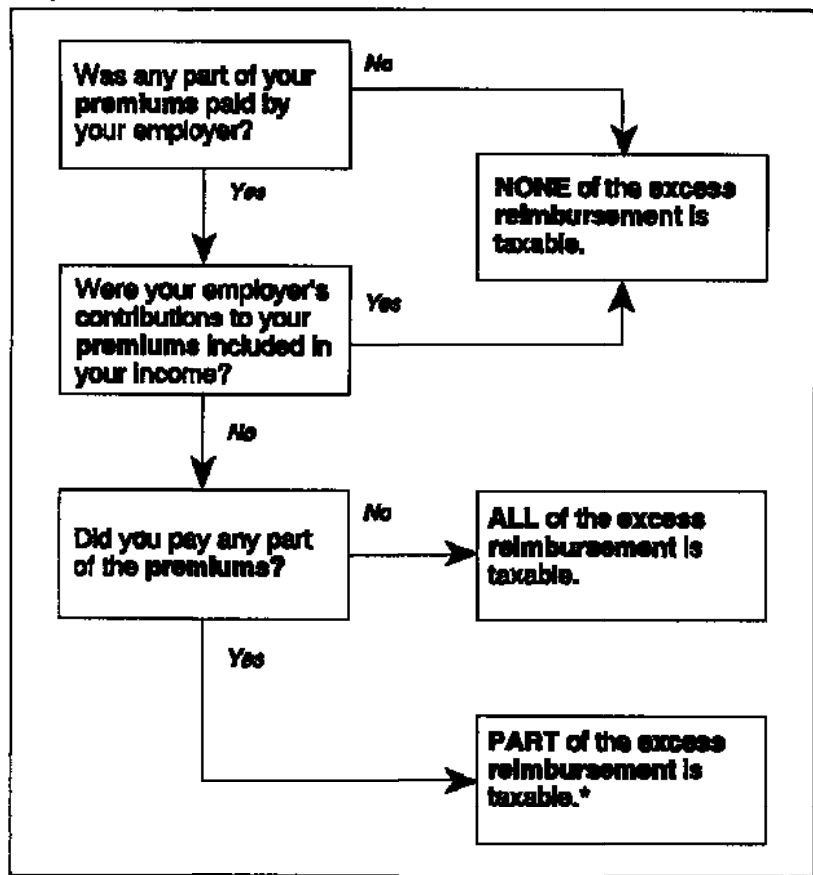 Was any part of your
premiums paid by
your employer?
No
Yes
NONE of the excess
reimbursement is
taxable.
Were your employer's
contributions to your
premiums included in
your income?
Yes
No
Did you pay any part
of the premiums?
No
ALL of the excess
reimbursement is
taxable.
Yes
PART of the excess
reimbursement is
taxable.*